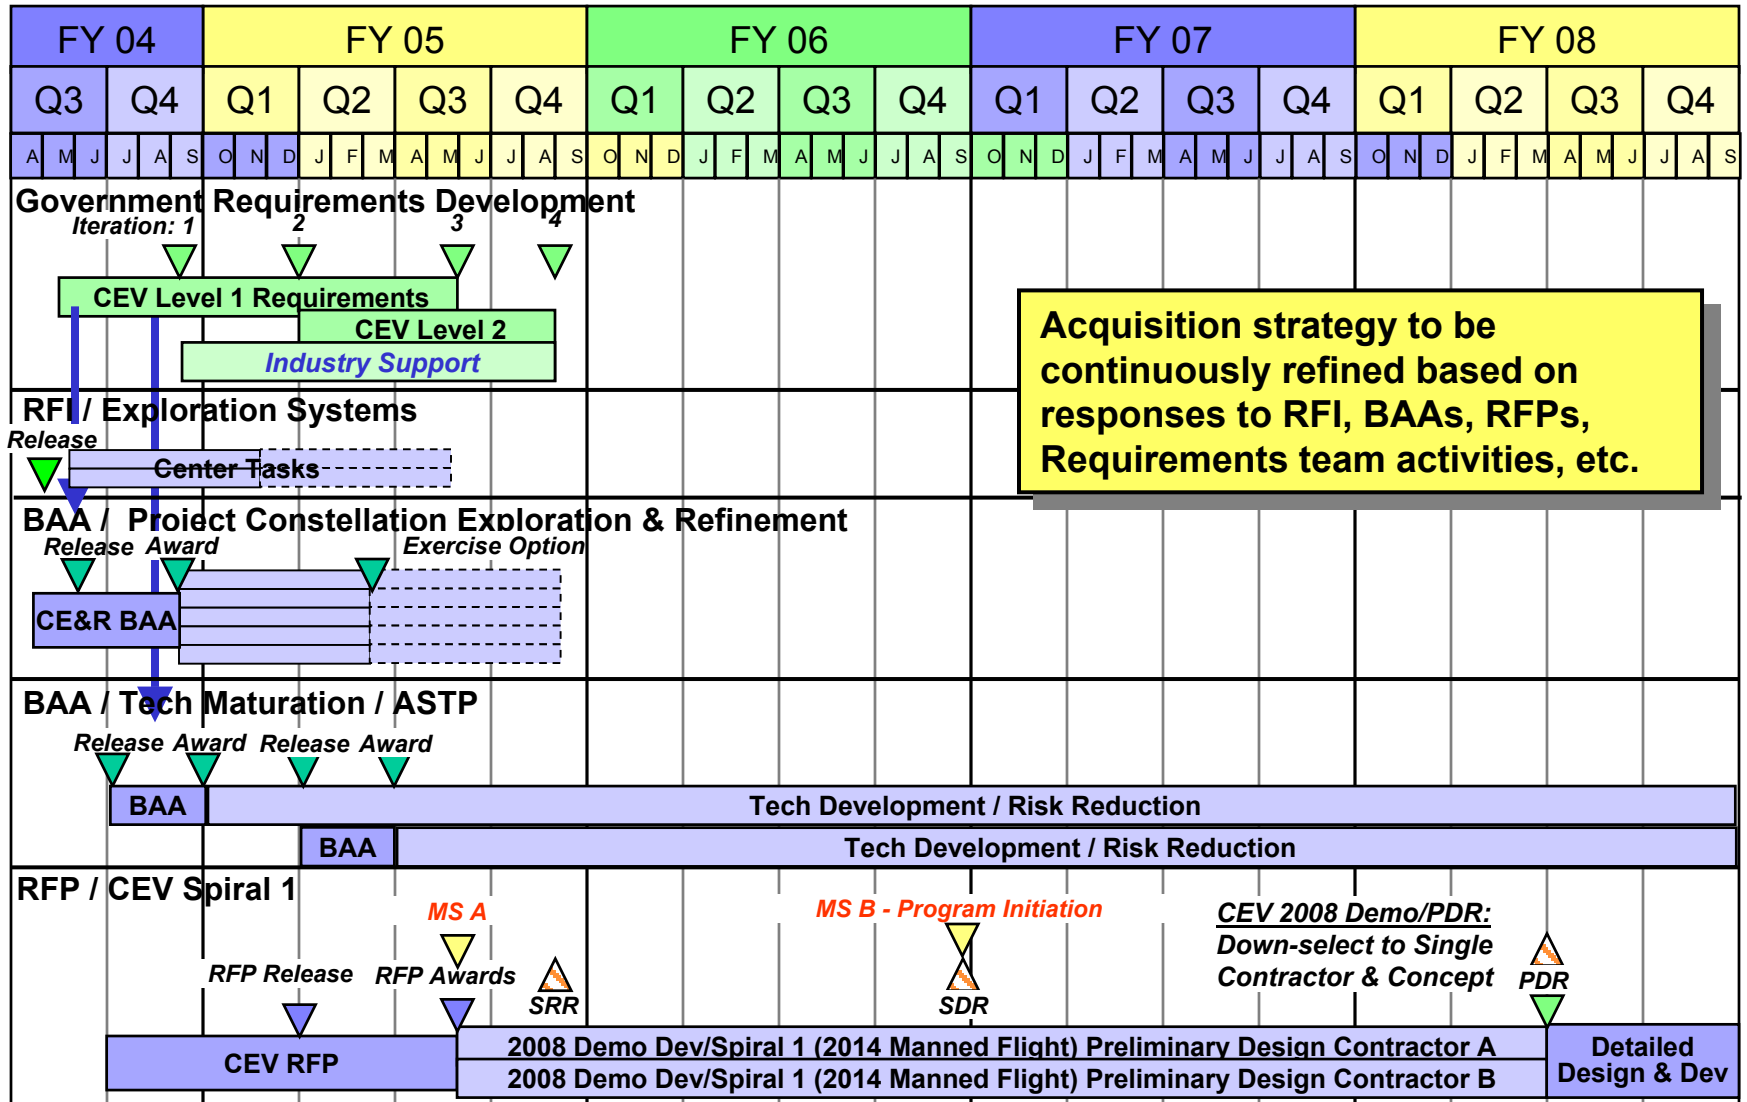 FY 04 FY 05 FY 06 FY 07 FY 08
Q3 Q4 Q1 Q2 Q3 Q4 Q1 Q2 Q3 Q4 Q1 Q2 Q3 Q4 Q1 Q2 Q3 Q4
A M J J A S O N D J F M A M J J A S O N D J F M A M J J A S O N D J F M A M J J A S O N D J F M A M J J A S
Government Requirements Development
Iteration: 1 2 3 4
CEV Level 1 Requirements
CEV Level 2
Industry Support
Acquisition strategy to be
continuously refined based on
responses to RFI, BAAs, RFPs,
Requirements team activities, etc.
RFI / Exploration Systems
Release
Center Tasks
BAA / Project Constellation Exploration & Refinement
Release Award Exercise Option
CE&R BAA
BAA / Tech Maturation / ASTP
Release Award Release Award
BAA Tech Development / Risk Reduction
BAA Tech Development / Risk Reduction
RFP / CEV Spiral 1
MS A
MS B - Program Initiation
CEV 2008 Demo/PDR:
Down-select to Single
Contractor & Concept
RFP Release RFP Awards
SRR
SDR
PDR
CEV RFP
2008 Demo Dev/Spiral 1 (2014 Manned Flight) Preliminary Design Contractor A
2008 Demo Dev/Spiral 1 (2014 Manned Flight) Preliminary Design Contractor B
Detailed
Design & Dev